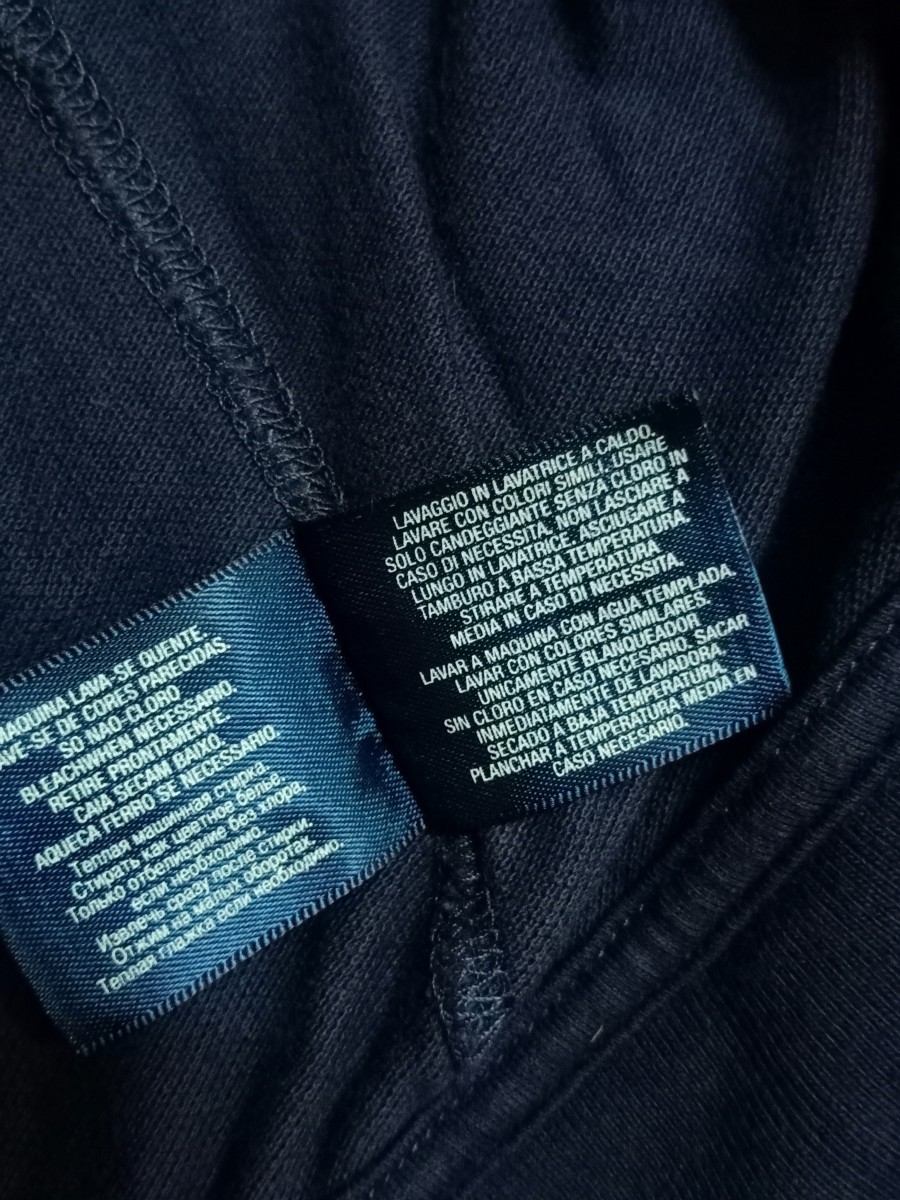 MAQUINA LAVA-SE QUENTE
LAVE-SE DE CORES PARECIDAS
SO NAO-CLORO
BLEACHWHEN NECESSARIO.
RETIRE PRONTAMENTE.
CAIA SECAM BAIXO.
AQUECA FERRO SE NECESSARIO.
Теплая машинная стирка.
Стирать как цветное белье.
Только отбеливание без хлора,
если необходимо.
Извлечь сразу после стирки.
Отжим на малых оборотах.
Теплая глажка если необходимо.
LAVAGGIO IN LAVATRICE A CALDO.
LAVARE CON COLORI SIMILI. USARE
SOLO CANDEGGIANTE SENZA CLORO IN
CASO DI NECESSITA. NON LASCIARE A
LUNGO IN LAVATRICE. ASCIUGARE A
TAMBURO A BASSA TEMPERATURA.
STIRARE A TEMPERATURA
MEDIA IN CASO DI NECESSITA.
LAVAR A MAQUINA CON AGUA TEMPLADA.
LAVAR CON COLORES SIMILARES.
UNICAMENTE BLANQUEADOR
SIN CLORO EN CASO NECESARIO. SACAR
INMEDIATAMENTE DE LAVADORA
SECADO A BAJA TEMPERATURA.
PLANCHAR A TEMPERATURA MEDIA EN
CASO NECESARIO.